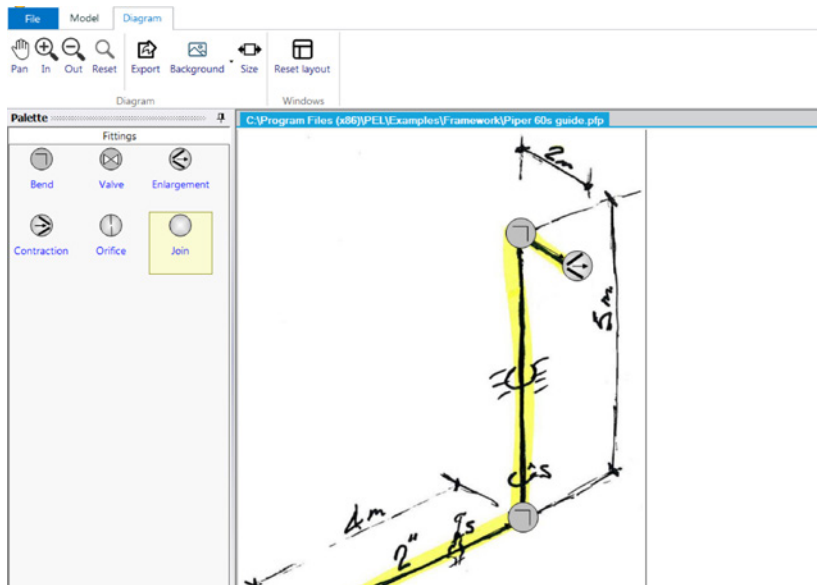 File Model Diagram
Pan In Out Reset Export Background Size Reset layout
Diagram Windows
Palette
C:\Program Files (x86)\PEL\Examples\Framework\Piper 60s guide.pfp
Fittings
Bend Valve Enlargement
Contraction Orifice Join
2m
5m
4m
2"